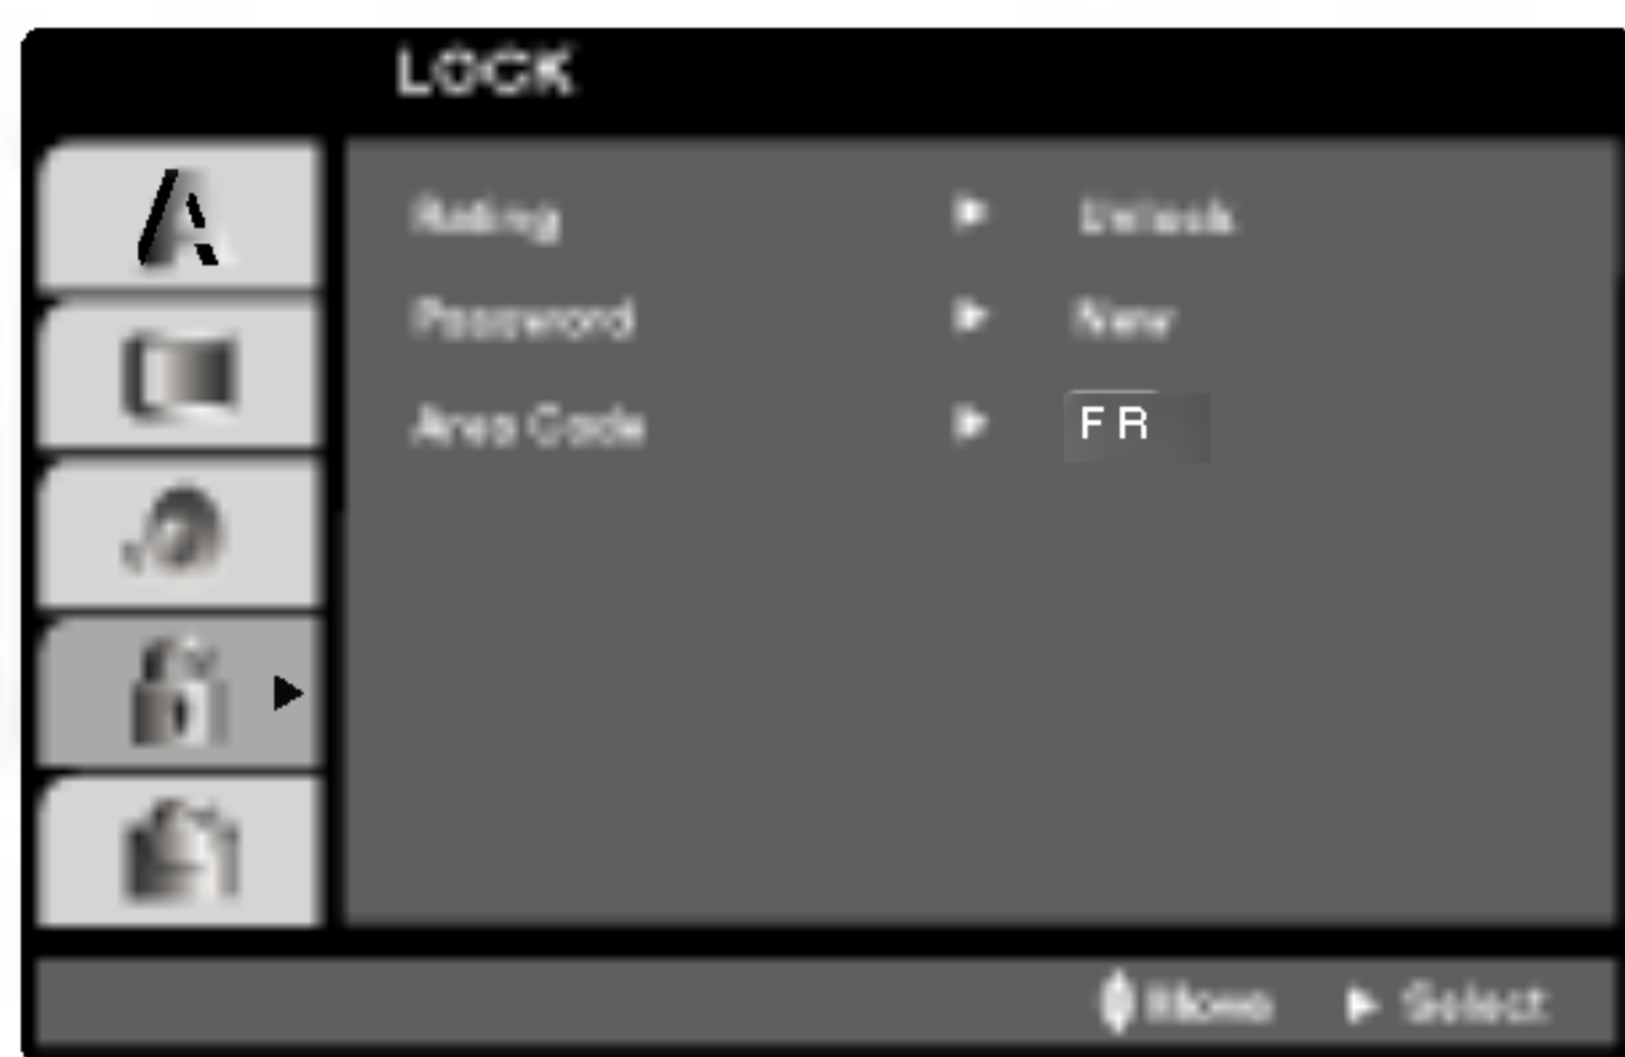 LOCK
Rating ► Unlock
Password ► New
Area Code ► F R
Move ► Select